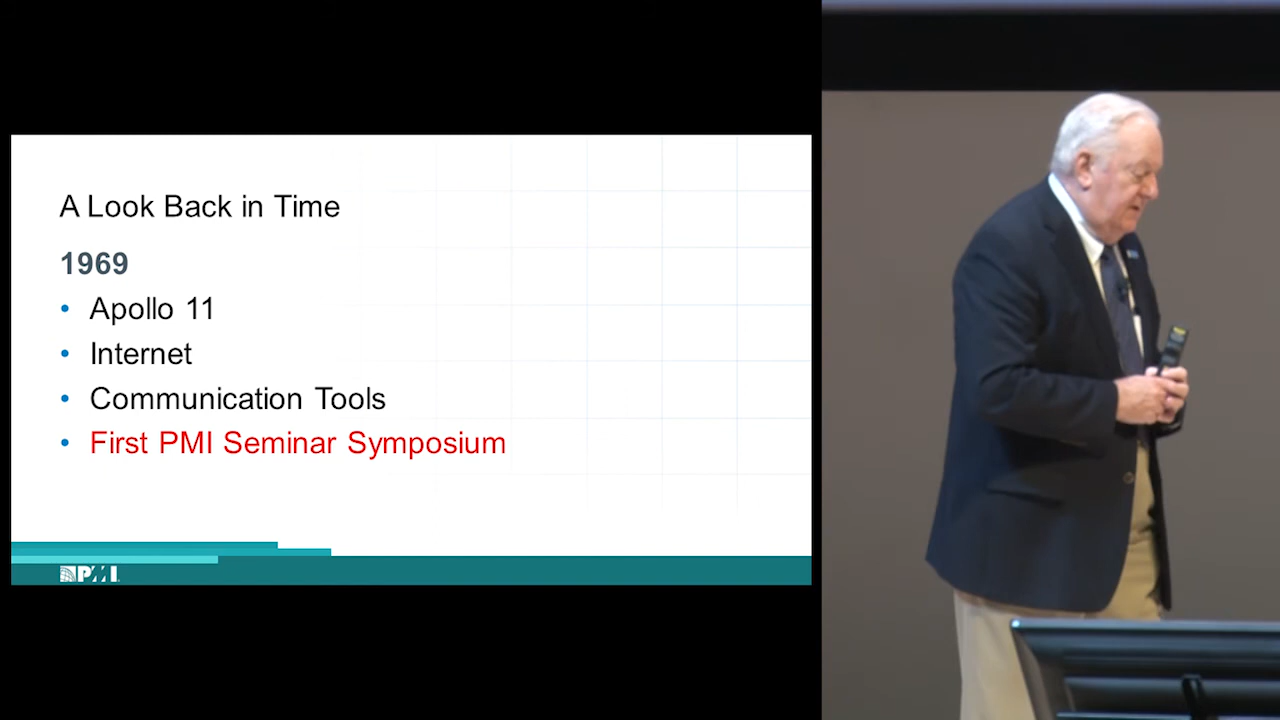 A Look Back in Time
1969
• Apollo 11
• Internet
• Communication Tools
• First PMI Seminar Symposium
PMI